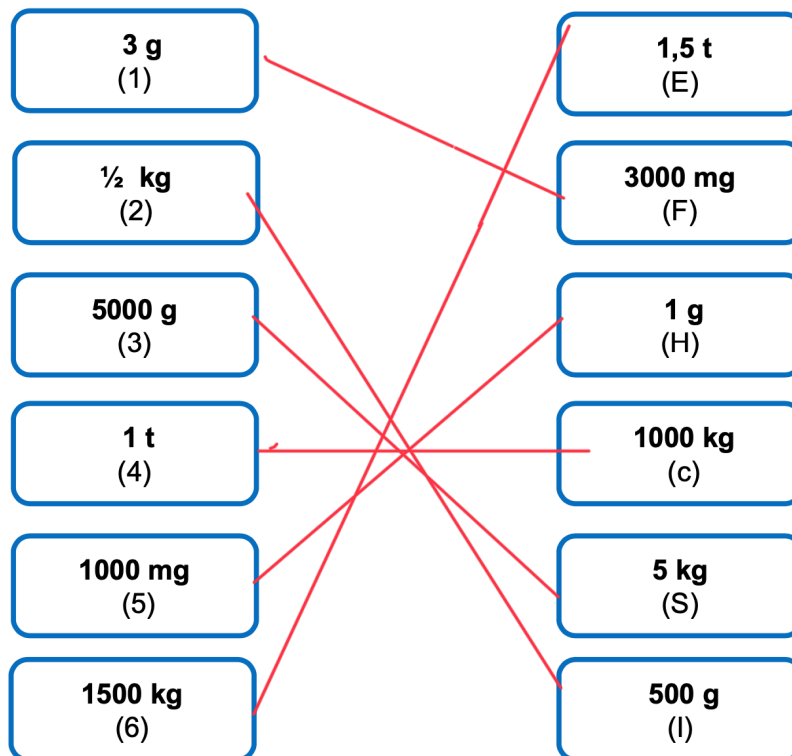 3 g
(1)
1,5 t
(E)
½ kg
(2)
3000 mg
(F)
5000 g
(3)
1 g
(H)
1 t
(4)
1000 kg
(c)
1000 mg
(5)
5 kg
(S)
1500 kg
(6)
500 g
(I)